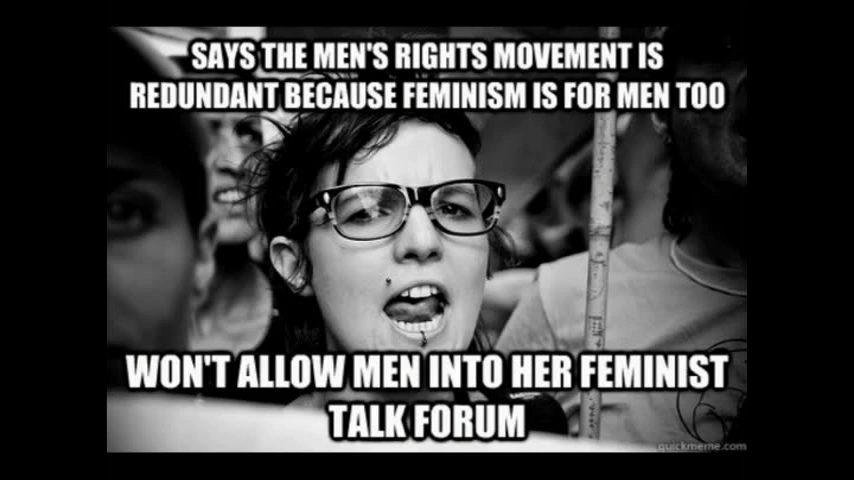 SAYS THE MEN'S RIGHTS MOVEMENT IS
REDUNDANT BECAUSE FEMINISM IS FOR MEN TOO
WON'T ALLOW MEN INTO HER FEMINIST
TALK FORUM
quickmeme.com